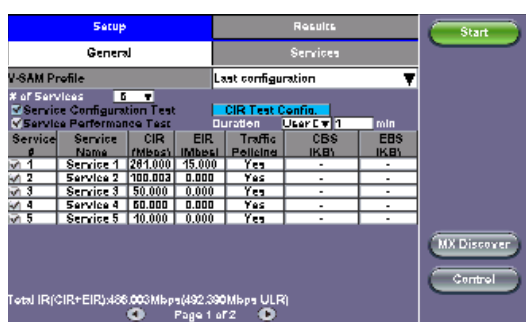 Setup
Results
Start
General
Services
V-SAM Profile
Last configuration
# of Services 5
Service Configuration Test
CIR Test Config.
Service Performance Test
Duration
User
1
min
Service #
Service Name
CIR (Mbps)
EIR (Mbps)
Traffic Policing
CBS (KB)
EBS (KB)
1 Service 1 15.000 Yes - -
2 Service 2 100.003 0.000 Yes - -
3 Service 3 50.000 0.000 Yes - -
4 Service 4 0.000 Yes - -
5 Service 5 10.000 0.000 Yes - -
MX Discover
Control
Total IR(CIR+EIR):486.003Mbps(492.390Mbps ULR)
Page 1 of 2